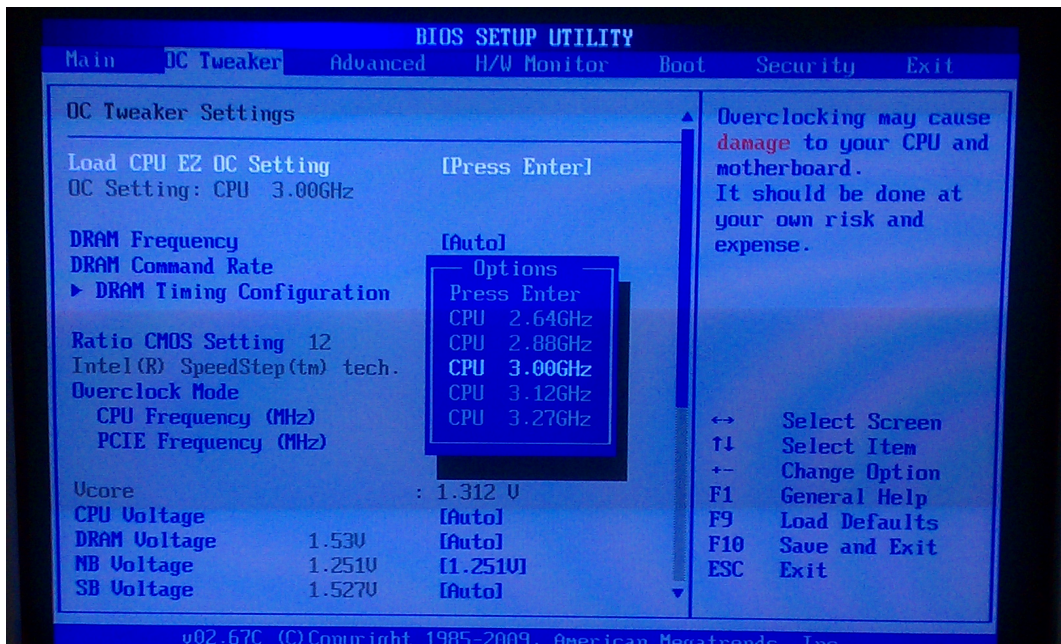 BIOS SETUP UTILITY
Main OC Tweaker Advanced H/W Monitor Boot Security Exit
OC Tweaker Settings
Load CPU EZ OC Setting [Press Enter]
OC Setting: CPU 3.00GHz
DRAM Frequency [Auto]
DRAM Command Rate
DRAM Timing Configuration
Ratio CMOS Setting 12
Intel(R) SpeedStep(tm) tech.
Overclock Mode
CPU Frequency (MHz)
PCIE Frequency (MHz)
Options
Press Enter
CPU 2.64GHz
CPU 2.88GHz
CPU 3.00GHz
CPU 3.12GHz
CPU 3.27GHz
Vcore : 1.312 V
CPU Voltage [Auto]
DRAM Voltage 1.53V [Auto]
NB Voltage 1.251V [1.251V]
SB Voltage 1.527V [Auto]
Overclocking may cause
damage to your CPU and
motherboard.
It should be done at
your own risk and
expense.
↔ Select Screen
↑↓ Select Item
+- Change Option
F1 General Help
F9 Load Defaults
F10 Save and Exit
ESC Exit
v02.67C (C)Copyright 1985-2009, American Megatrends, Inc.